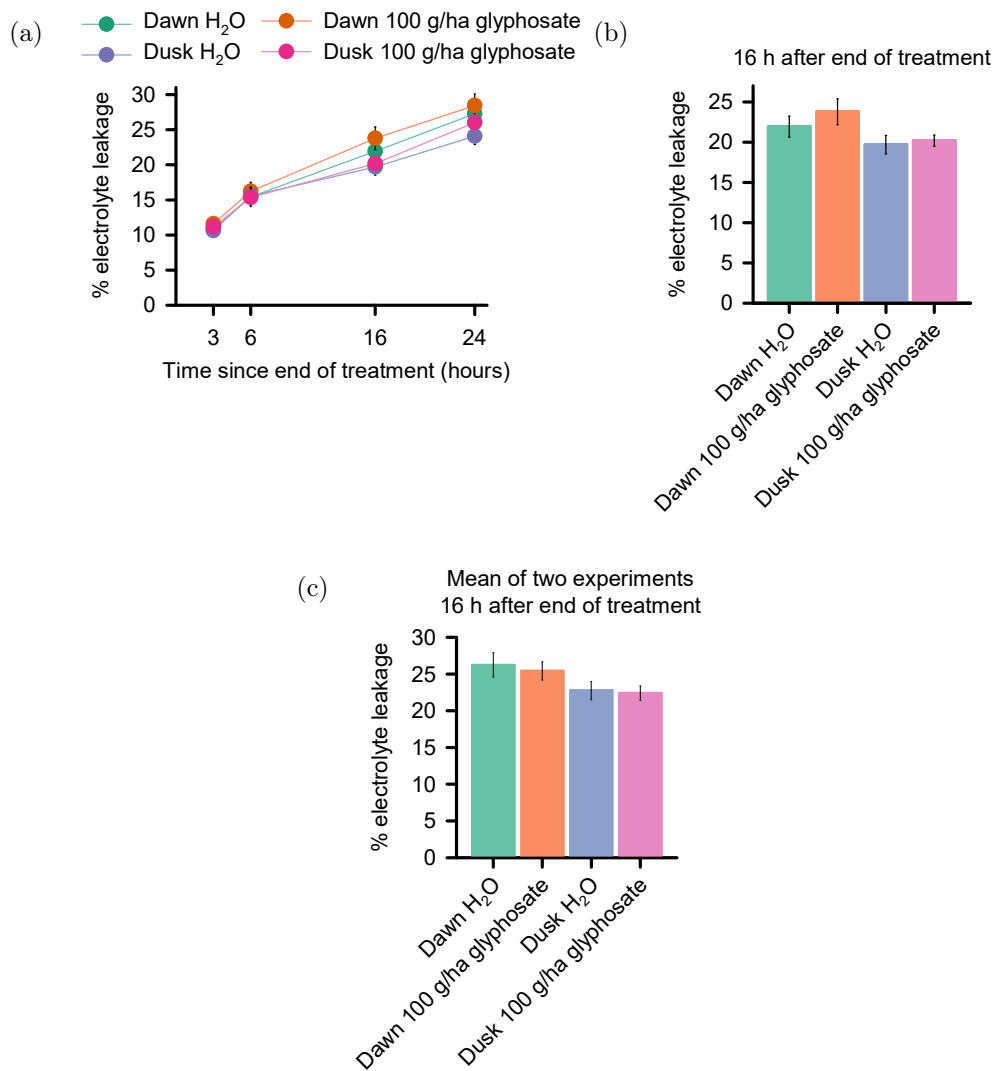 (a)
Dawn H₂O
Dawn 100 g/ha glyphosate
Dusk H₂O
Dusk 100 g/ha glyphosate
% electrolyte leakage
30
25
20
15
10
5
0
3 6 16 24
Time since end of treatment (hours)
(b)
16 h after end of treatment
% electrolyte leakage
25
20
15
10
5
0
Dawn H₂O
Dawn 100 g/ha glyphosate
Dusk H₂O
Dusk 100 g/ha glyphosate
(c)
Mean of two experiments
16 h after end of treatment
% electrolyte leakage
30
25
20
15
10
5
0
Dawn H₂O
Dawn 100 g/ha glyphosate
Dusk H₂O
Dusk 100 g/ha glyphosate